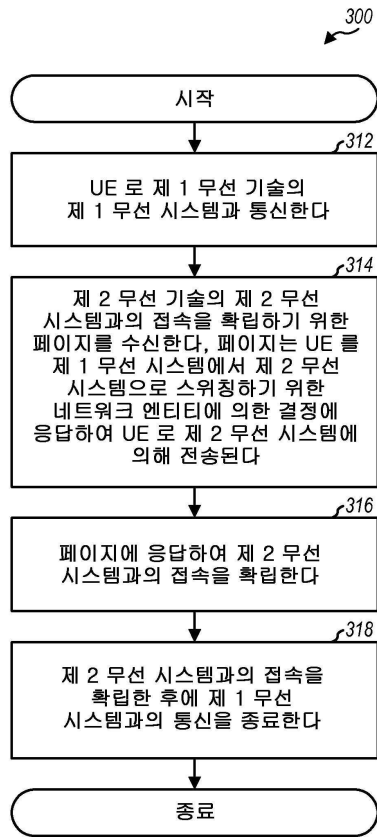 300
시작
312
UE 로 제 1 무선 기술의
제 1 무선 시스템과 통신한다
314
제 2 무선 기술의 제 2 무선
시스템과의 접속을 확립하기 위한
페이지를 수신한다, 페이지는 UE 를
제 1 무선 시스템에서 제 2 무선
시스템으로 스위칭하기 위한
네트워크 엔티티에 의한 결정에
응답하여 UE 로 제 2 무선 시스템에
의해 전송된다
316
페이지에 응답하여 제 2 무선
시스템과의 접속을 확립한다
318
제 2 무선 시스템과의 접속을
확립한 후에 제 1 무선
시스템과의 통신을 종료한다
종료